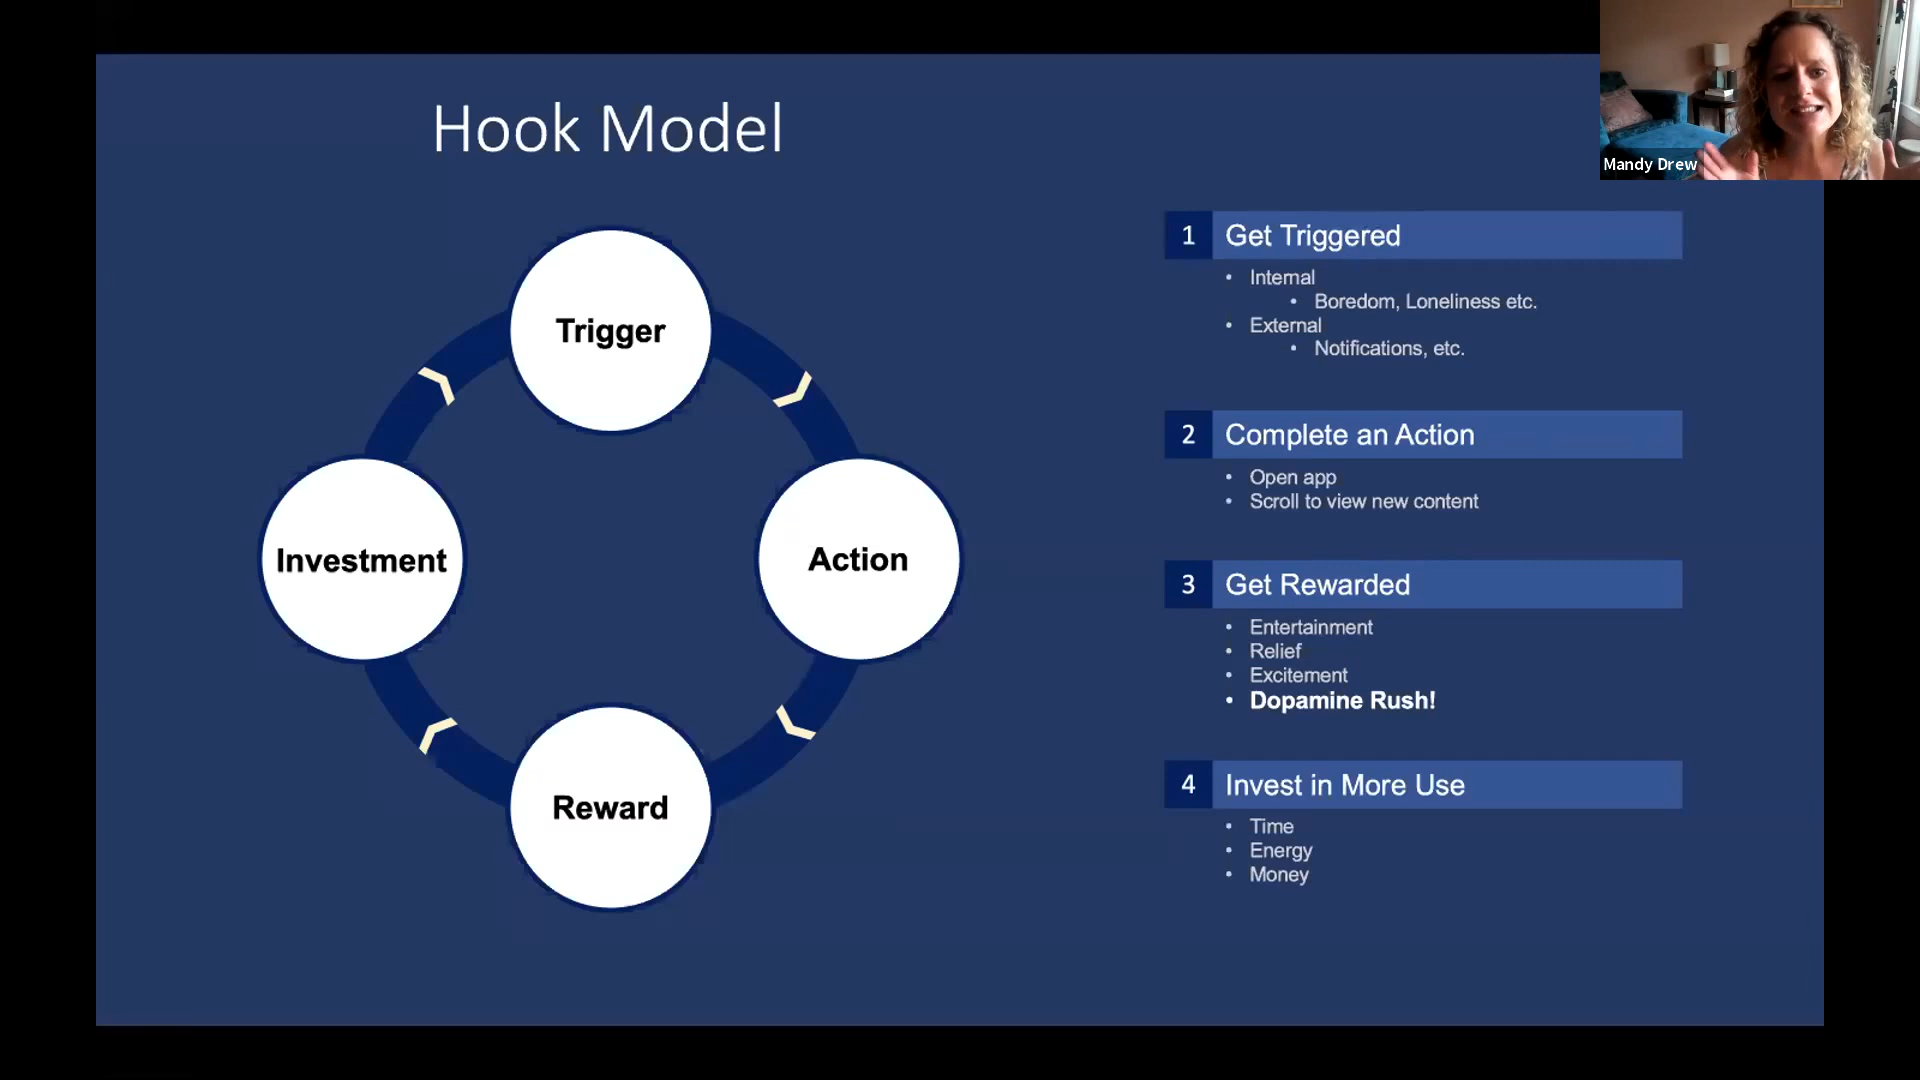 Hook Model
Mandy Drew
Trigger
Action
Reward
Investment
1 Get Triggered
• Internal
• Boredom, Loneliness etc.
• External
• Notifications, etc.
2 Complete an Action
• Open app
• Scroll to view new content
3 Get Rewarded
• Entertainment
• Relief
• Excitement
• Dopamine Rush!
4 Invest in More Use
• Time
• Energy
• Money